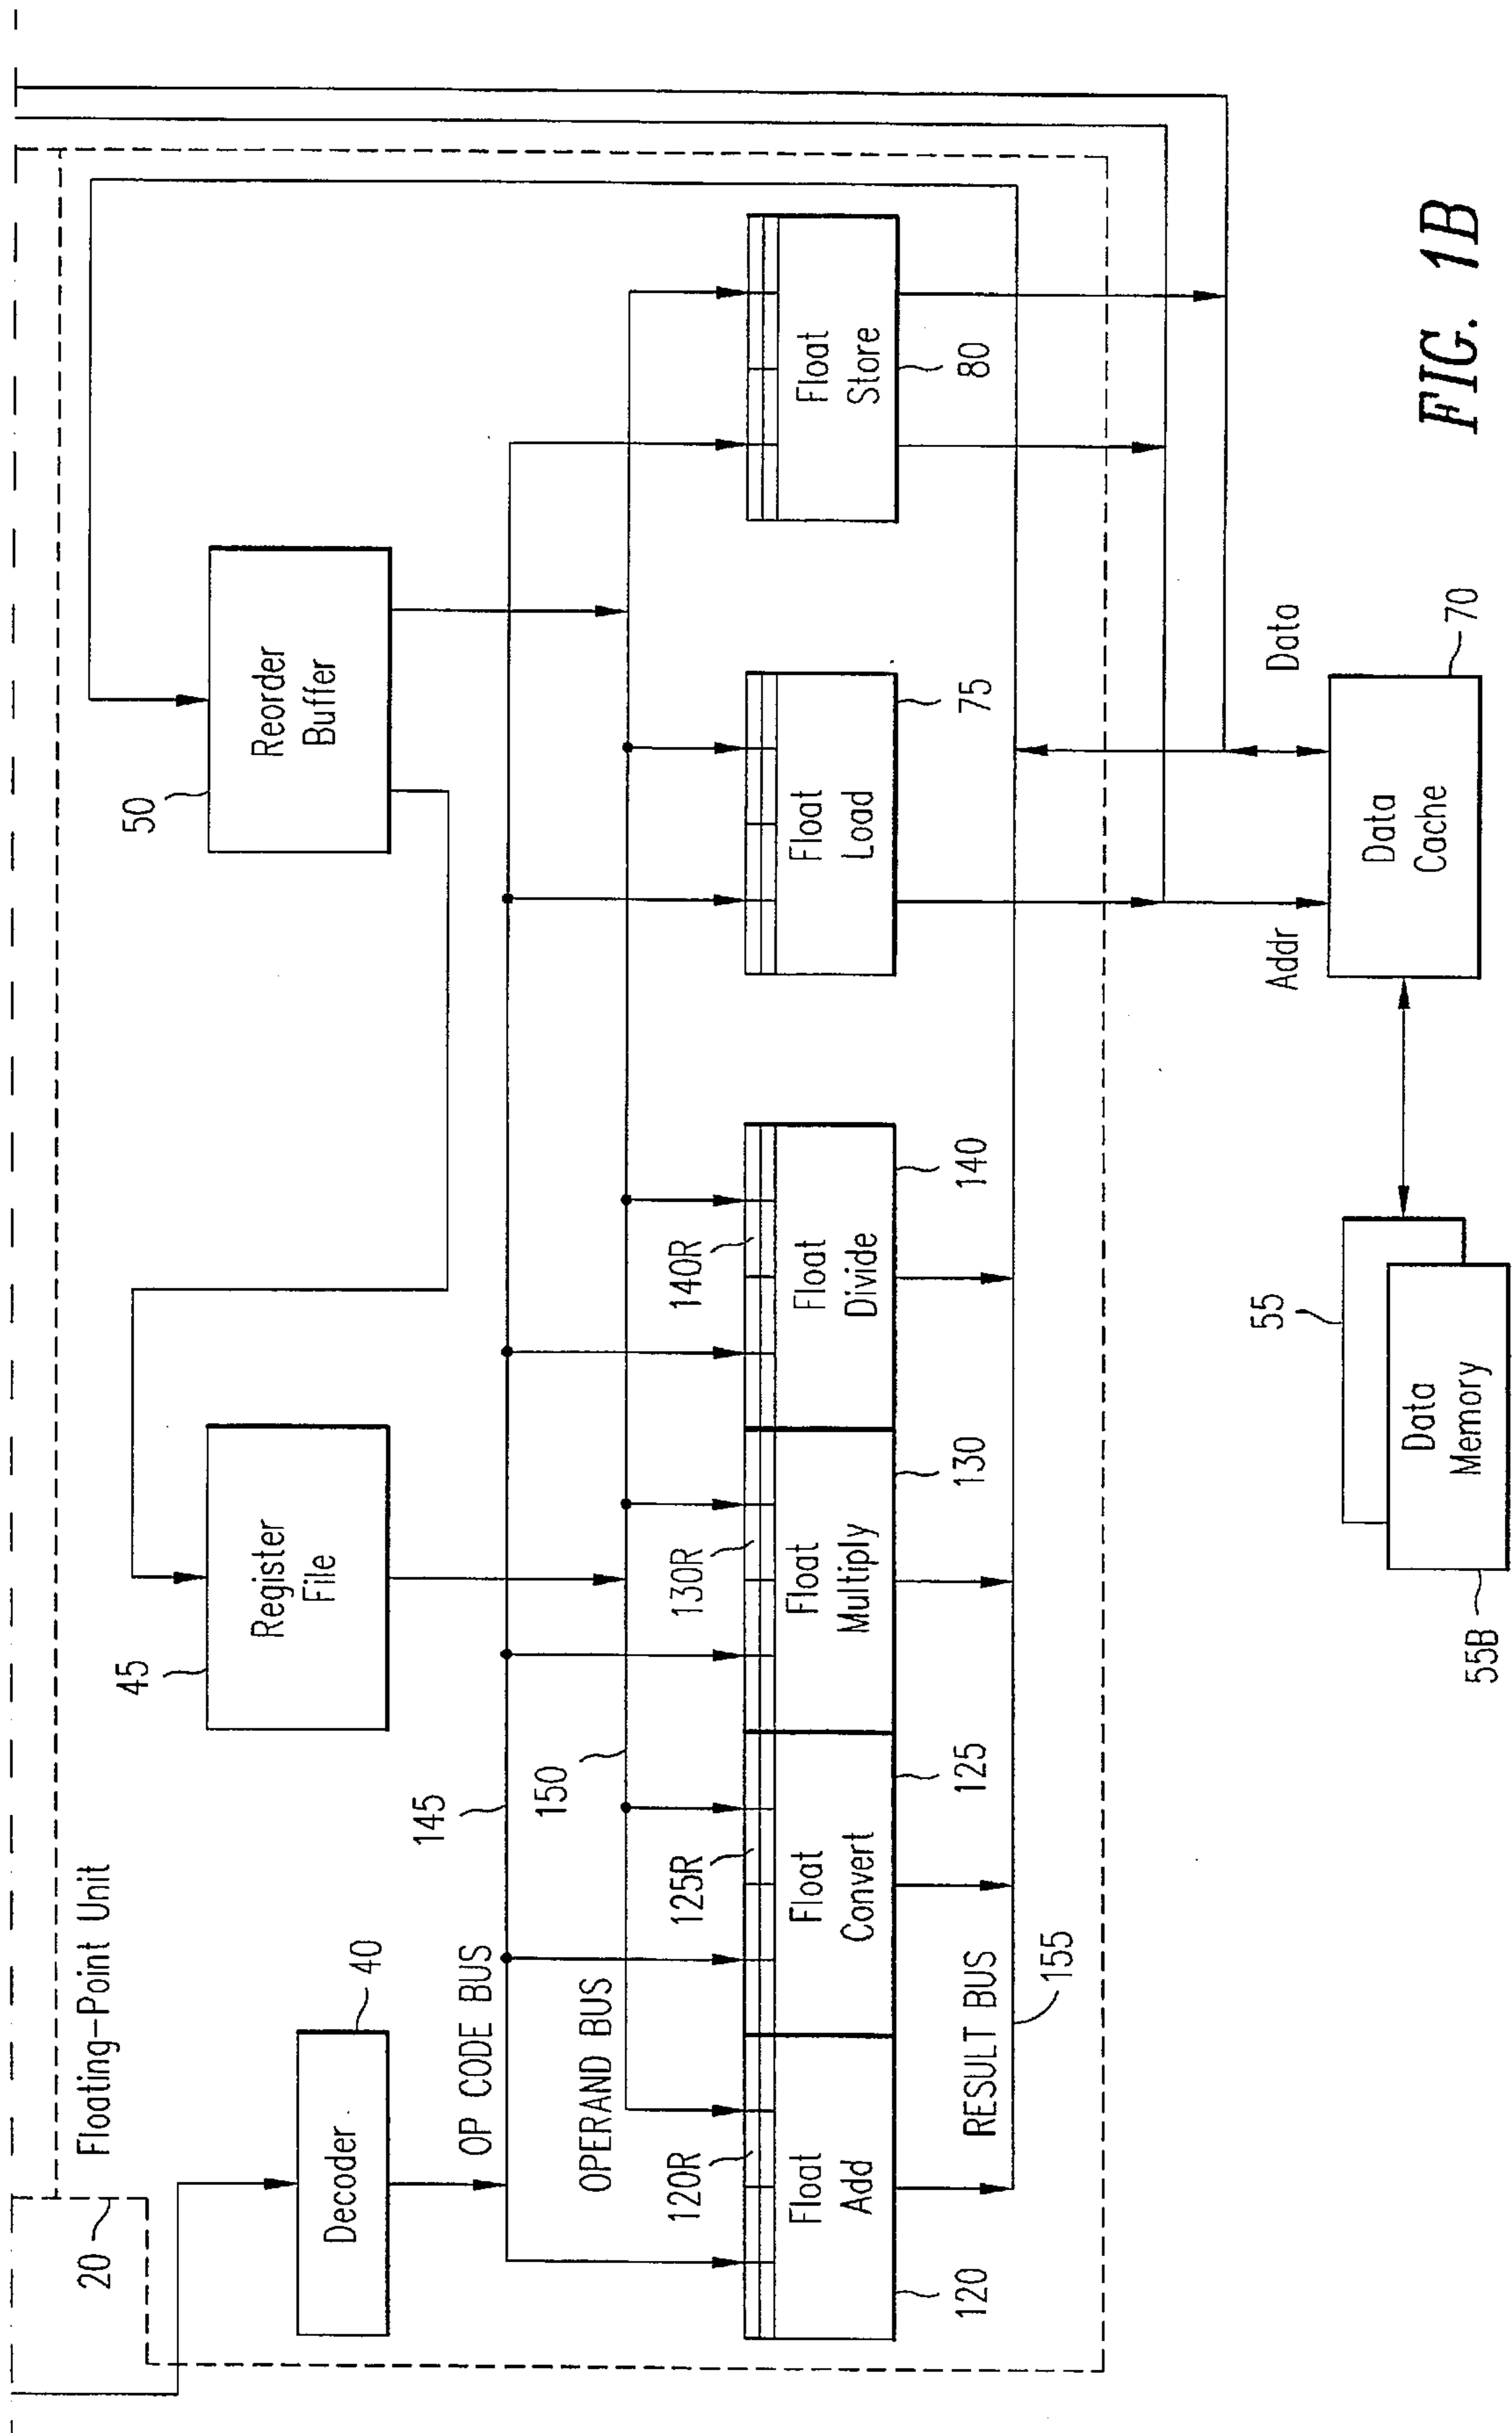 20
Floating-Point Unit
Decoder
40
45
Register
File
50
Reorder
Buffer
OP CODE BUS
145
OPERAND BUS
150
120R
125R
130R
140R
Float
Add
Float
Convert
Float
Multiply
Float
Divide
Float
Load
Float
Store
120
125
130
140
75
80
RESULT BUS
155
Addr
Data
55
Data
Memory
55B
Data
Cache
70
FIG. 1B